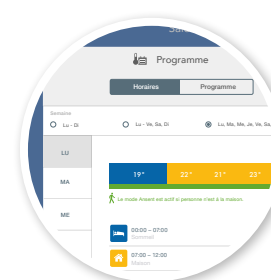 Programme
Horaires Programme
Semaine
Lu - Di Lu - Ve, Sa, Di Lu, Ma, Me, Je, Ve, Sa,
LU
19° 22° 21° 23°
MA
Le mode Absent est actif si personne n'est à la maison.
ME
00:00 – 07:00
Sommeil
07:00 – 12:00
Maison